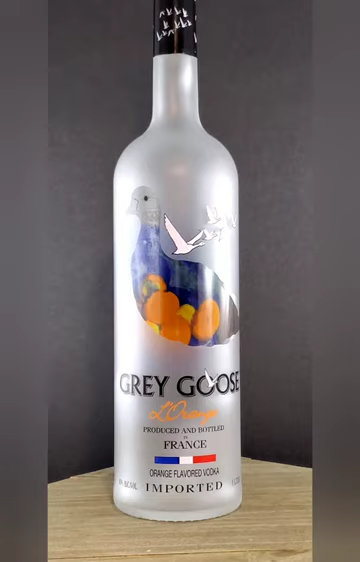 GREY GOOSE
L'Orange
PRODUCED AND BOTTLED
IN
FRANCE
ORANGE FLAVORED VODKA
IMPORTED